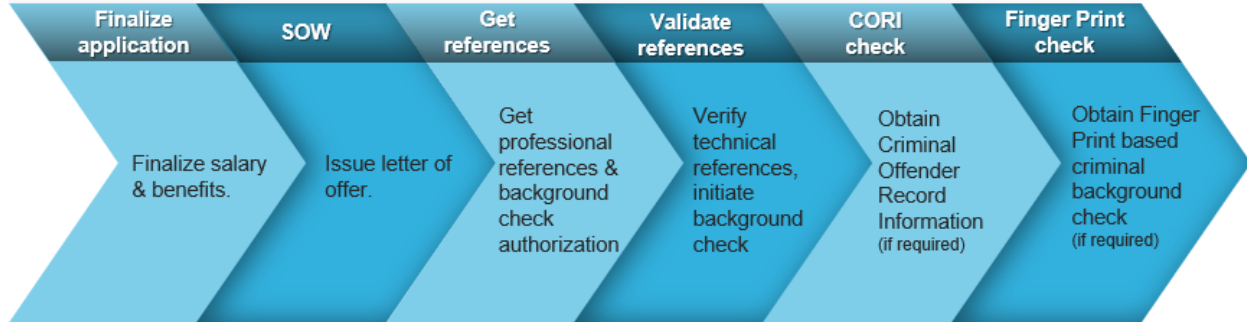 Finalize
application
Finalize salary
& benefits.
SOW
Issue letter of
offer.
Get
references
Get
professional
references &
background
check
authorization
Validate
references
Verify
technical
references,
initiate
background
check
CORI
check
Obtain
Criminal
Offender
Record
Information
(if required)
Finger Print
check
Obtain Finger
Print based
criminal
background
check
(if required)